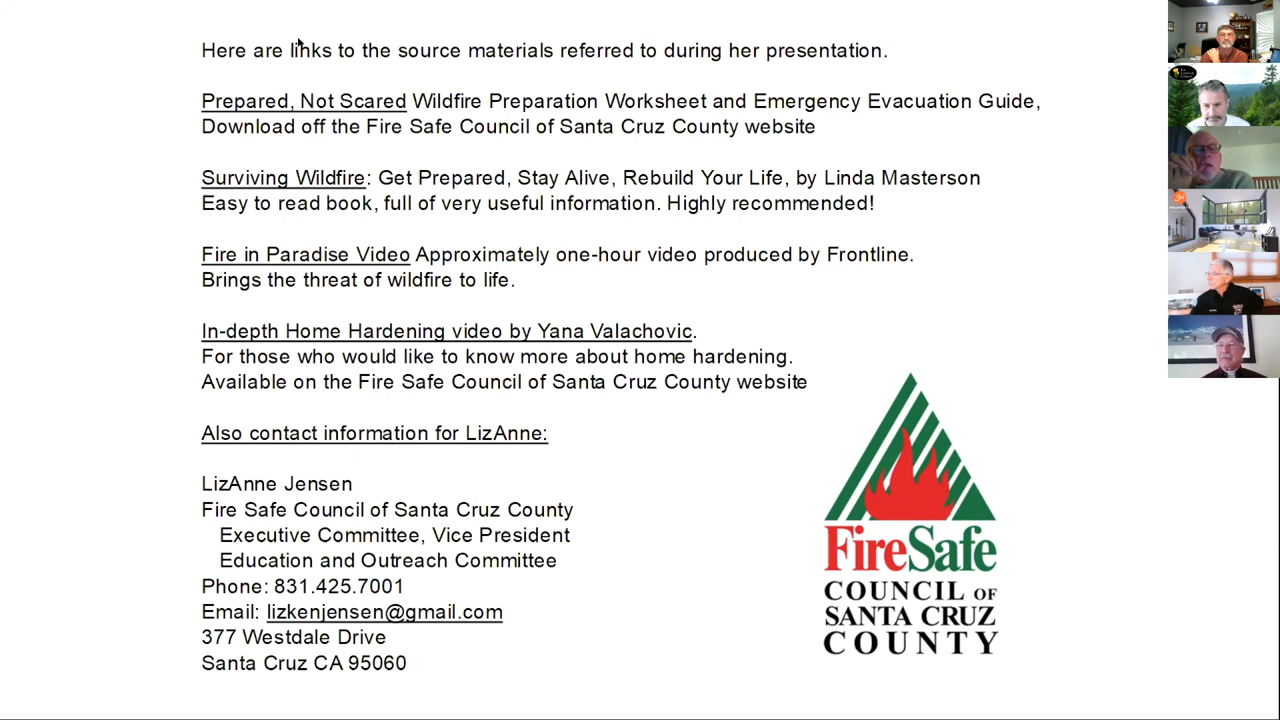 Here are links to the source materials referred to during her presentation.
Prepared, Not Scared Wildfire Preparation Worksheet and Emergency Evacuation Guide,
Download off the Fire Safe Council of Santa Cruz County website
Surviving Wildfire: Get Prepared, Stay Alive, Rebuild Your Life, by Linda Masterson
Easy to read book, full of very useful information. Highly recommended!
Fire in Paradise Video Approximately one-hour video produced by Frontline.
Brings the threat of wildfire to life.
In-depth Home Hardening video by Yana Valachovic.
For those who would like to know more about home hardening.
Available on the Fire Safe Council of Santa Cruz County website
Also contact information for LizAnne:
LizAnne Jensen
Fire Safe Council of Santa Cruz County
Executive Committee, Vice President
Education and Outreach Committee
Phone: 831.425.7001
Email: lizkenjensen@gmail.com
377 Westdale Drive
Santa Cruz CA 95060
FireSafe
COUNCIL OF
SANTA CRUZ
COUNTY